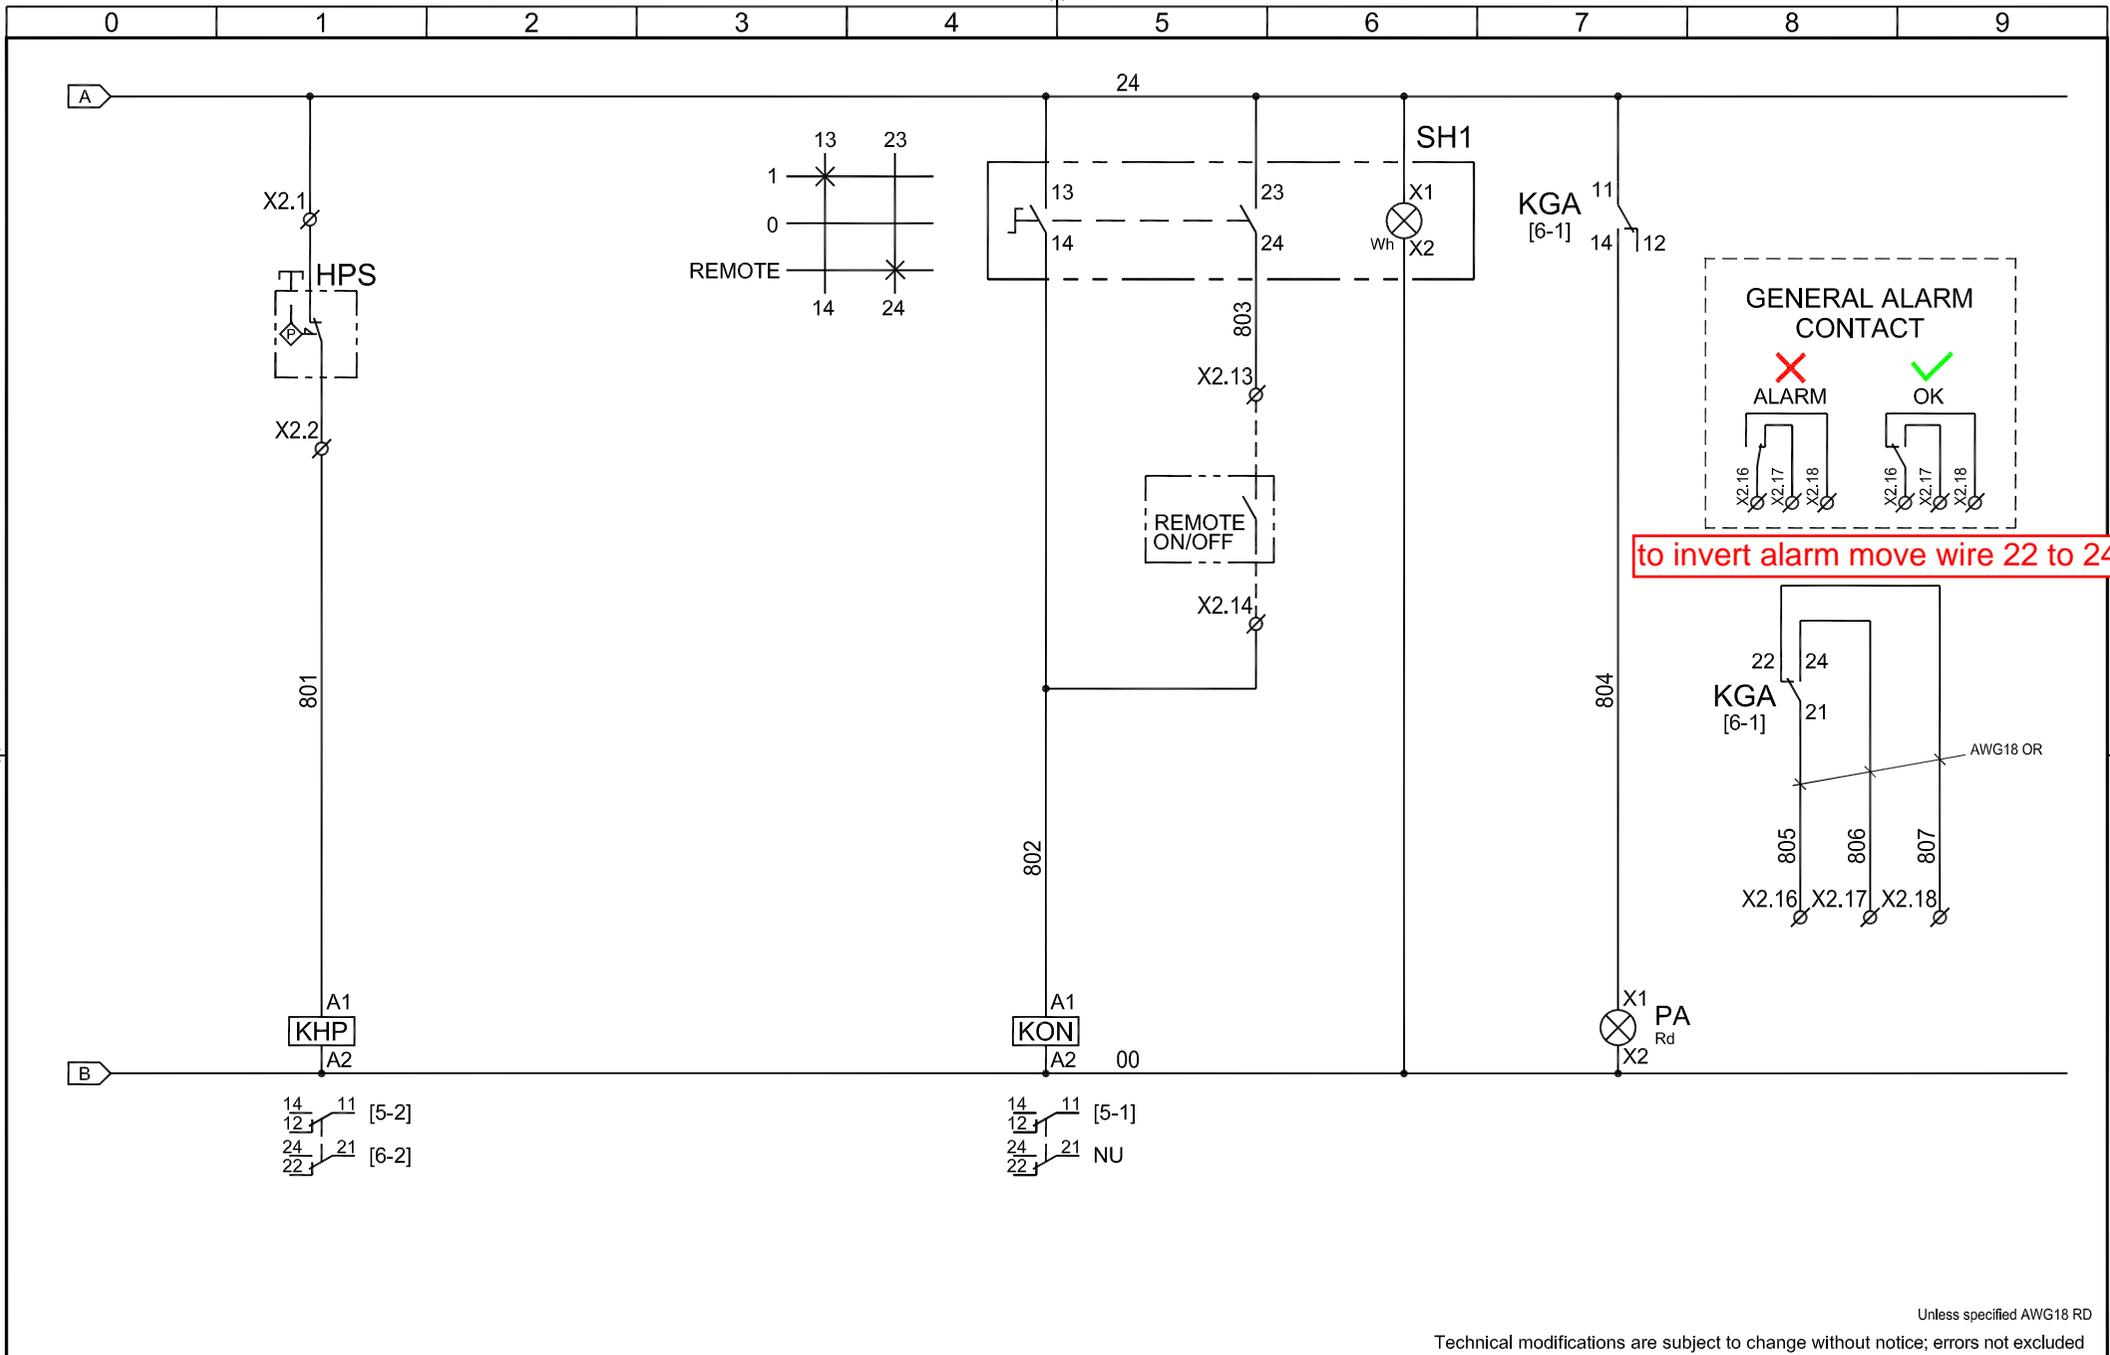 0 1 2 3 4 5 6 7 8 9
A
24
SH1
13 23
1
0
REMOTE
14 24
X2.1
HPS
P
X2.2
801
13
14
23
24
X1
Wh
X2
803
X2.13
REMOTE
ON/OFF
X2.14
802
KGA
[6-1]
11
14
12
804
GENERAL ALARM
CONTACT
ALARM
OK
X2.16 X2.17 X2.18
X2.16 X2.17 X2.18
to invert alarm move wire 22 to 24
22 24
KGA
[6-1]
21
AWG18 OR
805 806 807
X2.16 X2.17 X2.18
A1
KHP
A2
A1
KON
A2
00
X1
PA
Rd
X2
B
14 11 [5-2]
12
24 21 [6-2]
22
14 11 [5-1]
12
24 21 NU
22
Unless specified AWG18 RD
Technical modifications are subject to change without notice; errors not excluded